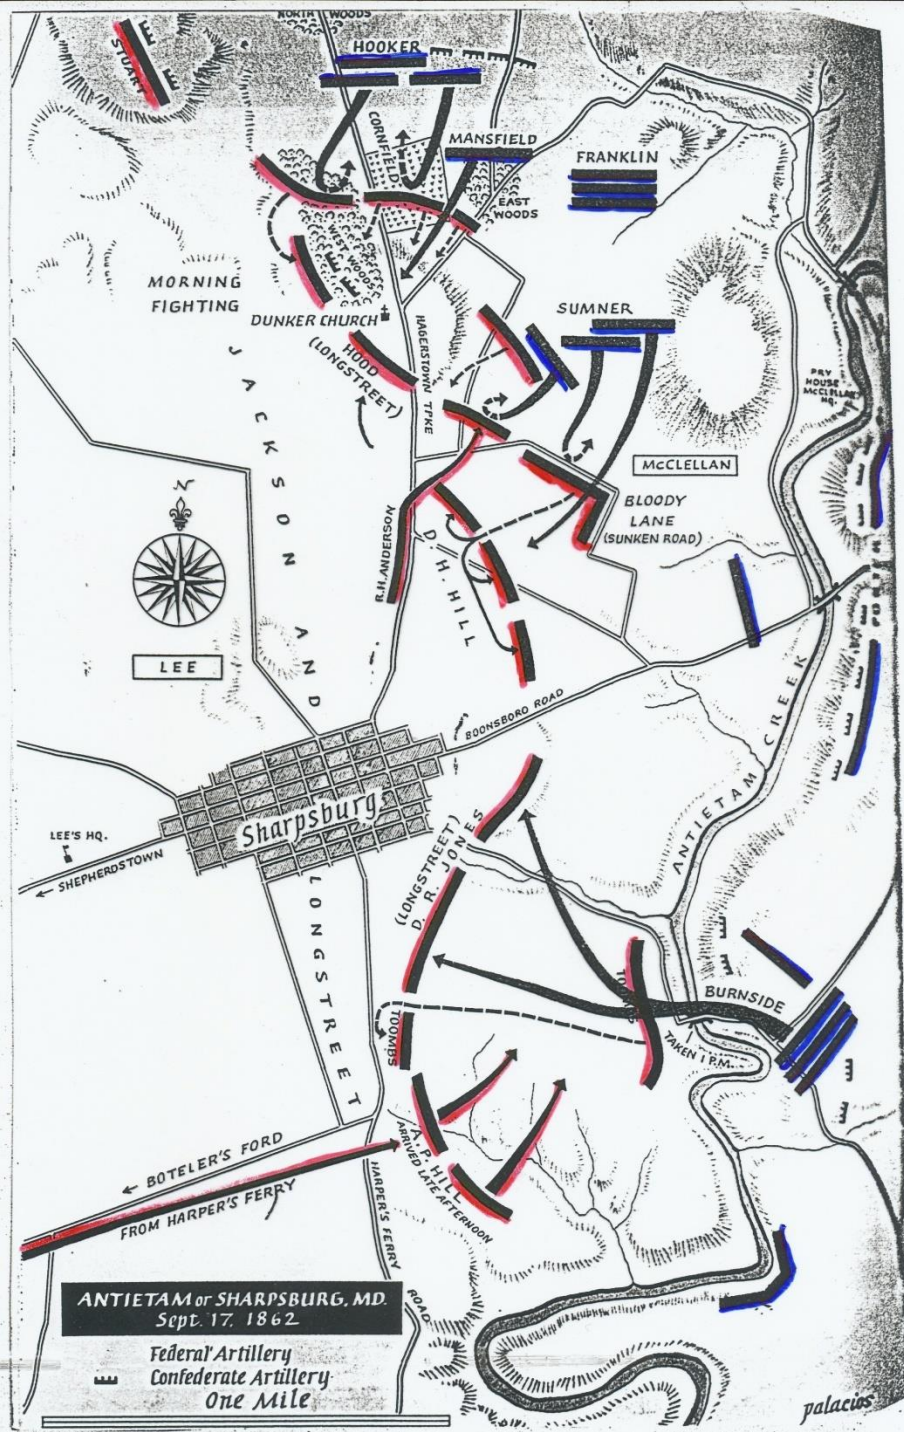 NORTH WOODS
STUART
HOOKER
CORNFIELD
MANSFIELD
FRANKLIN
EAST
WOODS
WEST
WOODS
MORNING
FIGHTING
DUNKER CHURCH
SUMNER
HOOD
(LONGSTREET)
HAGERSTOWN TPKE
PRY
HOUSE
MCCLELLAN
HQ.
JACKSON AND
MCCLELLAN
BLOODY
LANE
(SUNKEN ROAD)
R.H. ANDERSON
D. H. HILL
PORTER
N
LEE
BOONSBORO ROAD
ANTIETAM CREEK
Sharpsburg
LEE'S HQ.
SHEPHERDSTOWN
(LONGSTREET)
D. R. JONES
LONGSTREET
BURNSIDE
TOOMBS
TAKEN 1 P.M.
A. P. HILL
ARRIVED LATE AFTERNOON
BOTELER'S FORD
FROM HARPER'S FERRY
HARPER'S FERRY
ROAD
ANTIETAM or SHARPSBURG, MD.
Sept. 17, 1862
Federal Artillery
Confederate Artillery
One Mile
palacios